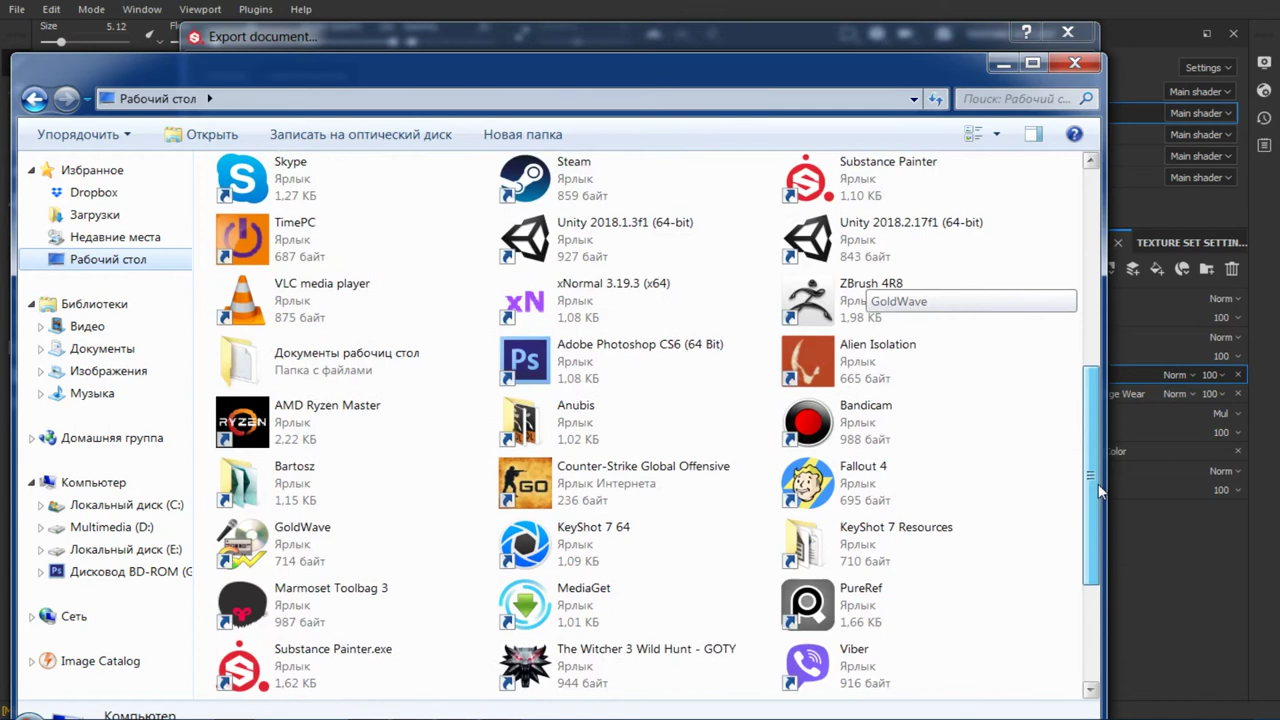 File Edit Mode Window Viewport Plugins Help
Size 5.12
Export document...
Settings
Main shader
Main shader
Main shader
Main shader
Main shader
Рабочий стол
Поиск: Рабочий с...
Упорядочить Открыть Записать на оптический диск Новая папка
Избранное
Dropbox
Загрузки
Недавние места
Рабочий стол
Библиотеки
Видео
Документы
Изображения
Музыка
Домашняя группа
Компьютер
Локальный диск (C:)
Multimedia (D:)
Локальный диск (E:)
Дисковод BD-ROM (G
Сеть
Image Catalog
Skype
Ярлык
1,27 КБ
Steam
Ярлык
859 байт
Substance Painter
Ярлык
1,10 КБ
TimePC
Ярлык
687 байт
Unity 2018.1.3f1 (64-bit)
Ярлык
927 байт
Unity 2018.2.17f1 (64-bit)
Ярлык
843 байт
VLC media player
Ярлык
875 байт
xNormal 3.19.3 (x64)
Ярлык
1,08 КБ
ZBrush 4R8
GoldWave
1,98 КБ
Документы рабочиц стол
Папка с файлами
Adobe Photoshop CS6 (64 Bit)
Ярлык
1,08 КБ
Alien Isolation
Ярлык
665 байт
AMD Ryzen Master
Ярлык
2,22 КБ
Anubis
Ярлык
1,02 КБ
Bandicam
Ярлык
988 байт
Bartosz
Ярлык
1,15 КБ
Counter-Strike Global Offensive
Ярлык Интернета
236 байт
Fallout 4
Ярлык
695 байт
GoldWave
Ярлык
714 байт
KeyShot 7 64
Ярлык
1,09 КБ
KeyShot 7 Resources
Ярлык
710 байт
Marmoset Toolbag 3
Ярлык
987 байт
MediaGet
Ярлык
1,01 КБ
PureRef
Ярлык
1,66 КБ
Substance Painter.exe
Ярлык
1,62 КБ
The Witcher 3 Wild Hunt - GOTY
Ярлык
944 байт
Viber
Ярлык
916 байт
Компьютер
TEXTURE SET SETTIN...
Norm
100
Norm
100
Norm 100
ge Wear Norm 100
Mul
100
Color
Norm
100